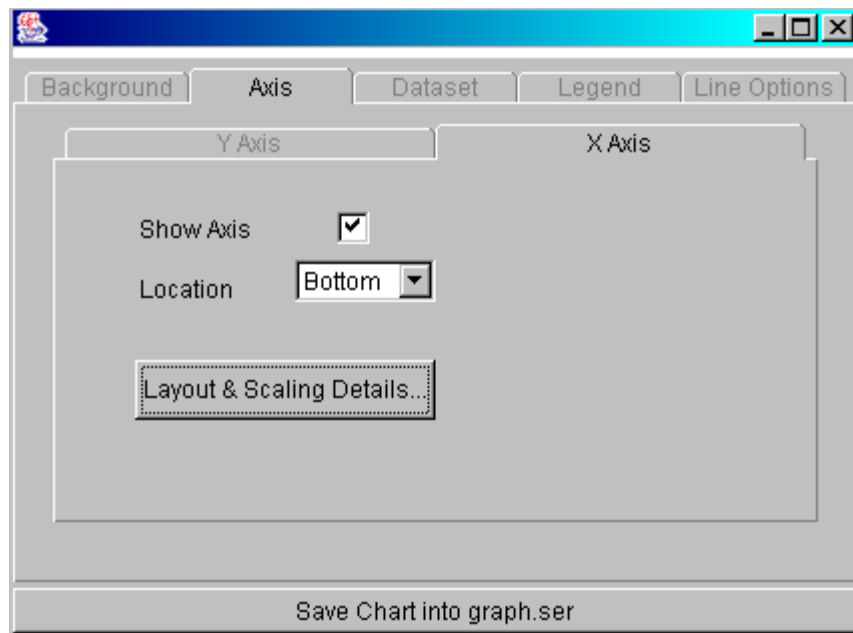 Background Axis Dataset Legend Line Options
Y Axis X Axis
Show Axis
Location Bottom
Layout & Scaling Details...
Save Chart into graph.ser